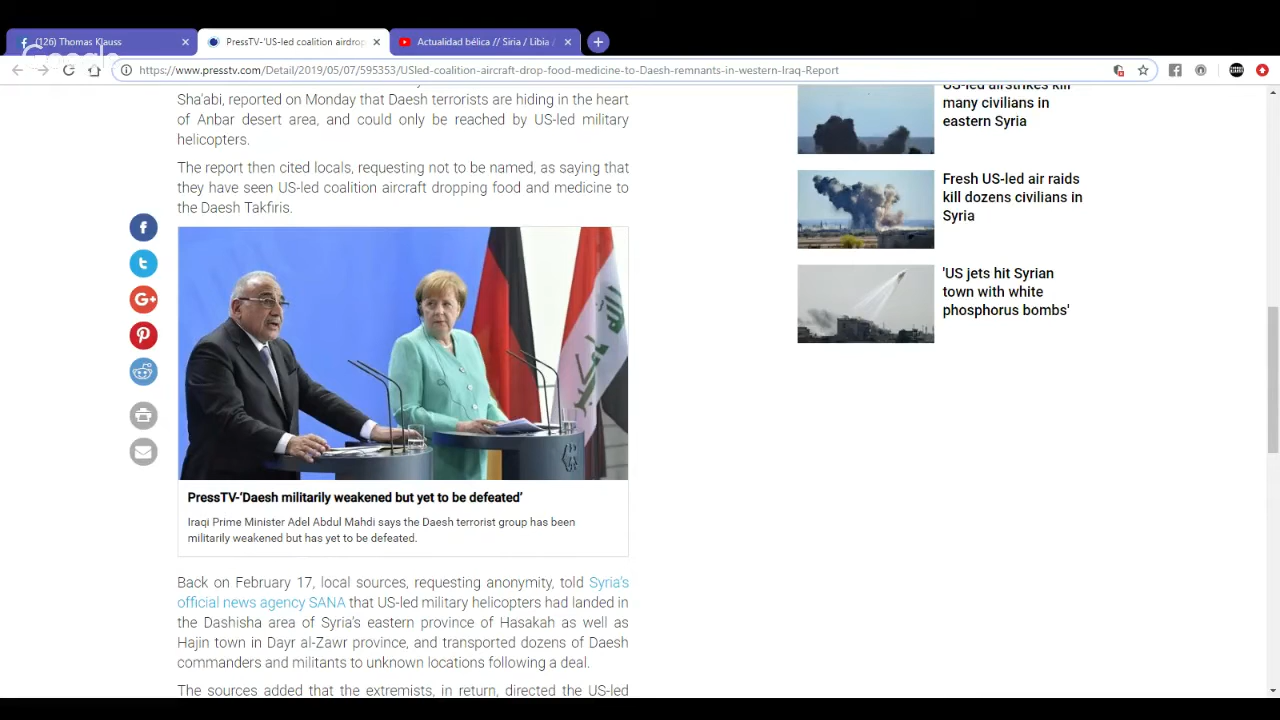 (126) Thomas Klauss
PressTV-'US-led coalition airdrop
Actualidad bélica // Siria / Libia /
Google
https://www.presstv.com/Detail/2019/05/07/595353/USled-coalition-aircraft-drop-food-medicine-to-Daesh-remnants-in-western-Iraq-Report
Sha'abi, reported on Monday that Daesh terrorists are hiding in the heart
of Anbar desert area, and could only be reached by US-led military
helicopters.
The report then cited locals, requesting not to be named, as saying that
they have seen US-led coalition aircraft dropping food and medicine to
the Daesh Takfiris.
PressTV-'Daesh militarily weakened but yet to be defeated'
Iraqi Prime Minister Adel Abdul Mahdi says the Daesh terrorist group has been
militarily weakened but has yet to be defeated.
Back on February 17, local sources, requesting anonymity, told Syria's
official news agency SANA that US-led military helicopters had landed in
the Dashisha area of Syria's eastern province of Hasakah as well as
Hajin town in Dayr al-Zawr province, and transported dozens of Daesh
commanders and militants to unknown locations following a deal.
The sources added that the extremists, in return, directed the US-led
US-led airstrikes kill
many civilians in
eastern Syria
Fresh US-led air raids
kill dozens civilians in
Syria
'US jets hit Syrian
town with white
phosphorus bombs'